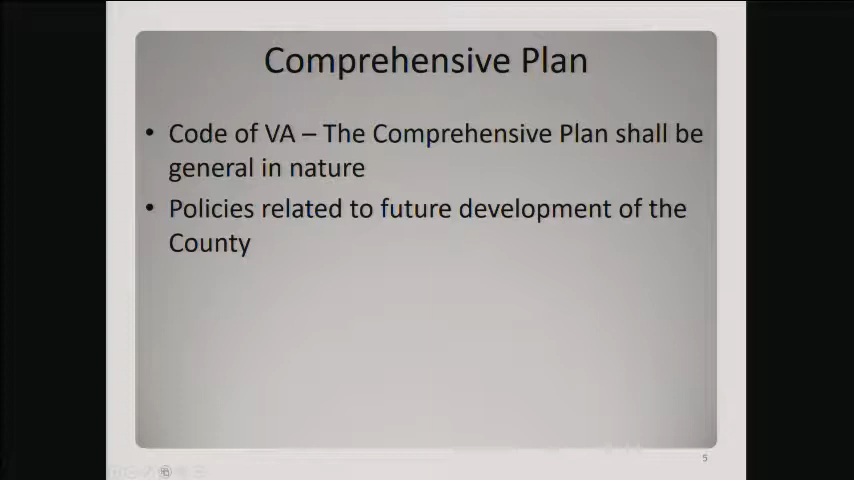 Comprehensive Plan
• Code of VA – The Comprehensive Plan shall be
general in nature
• Policies related to future development of the
County
5